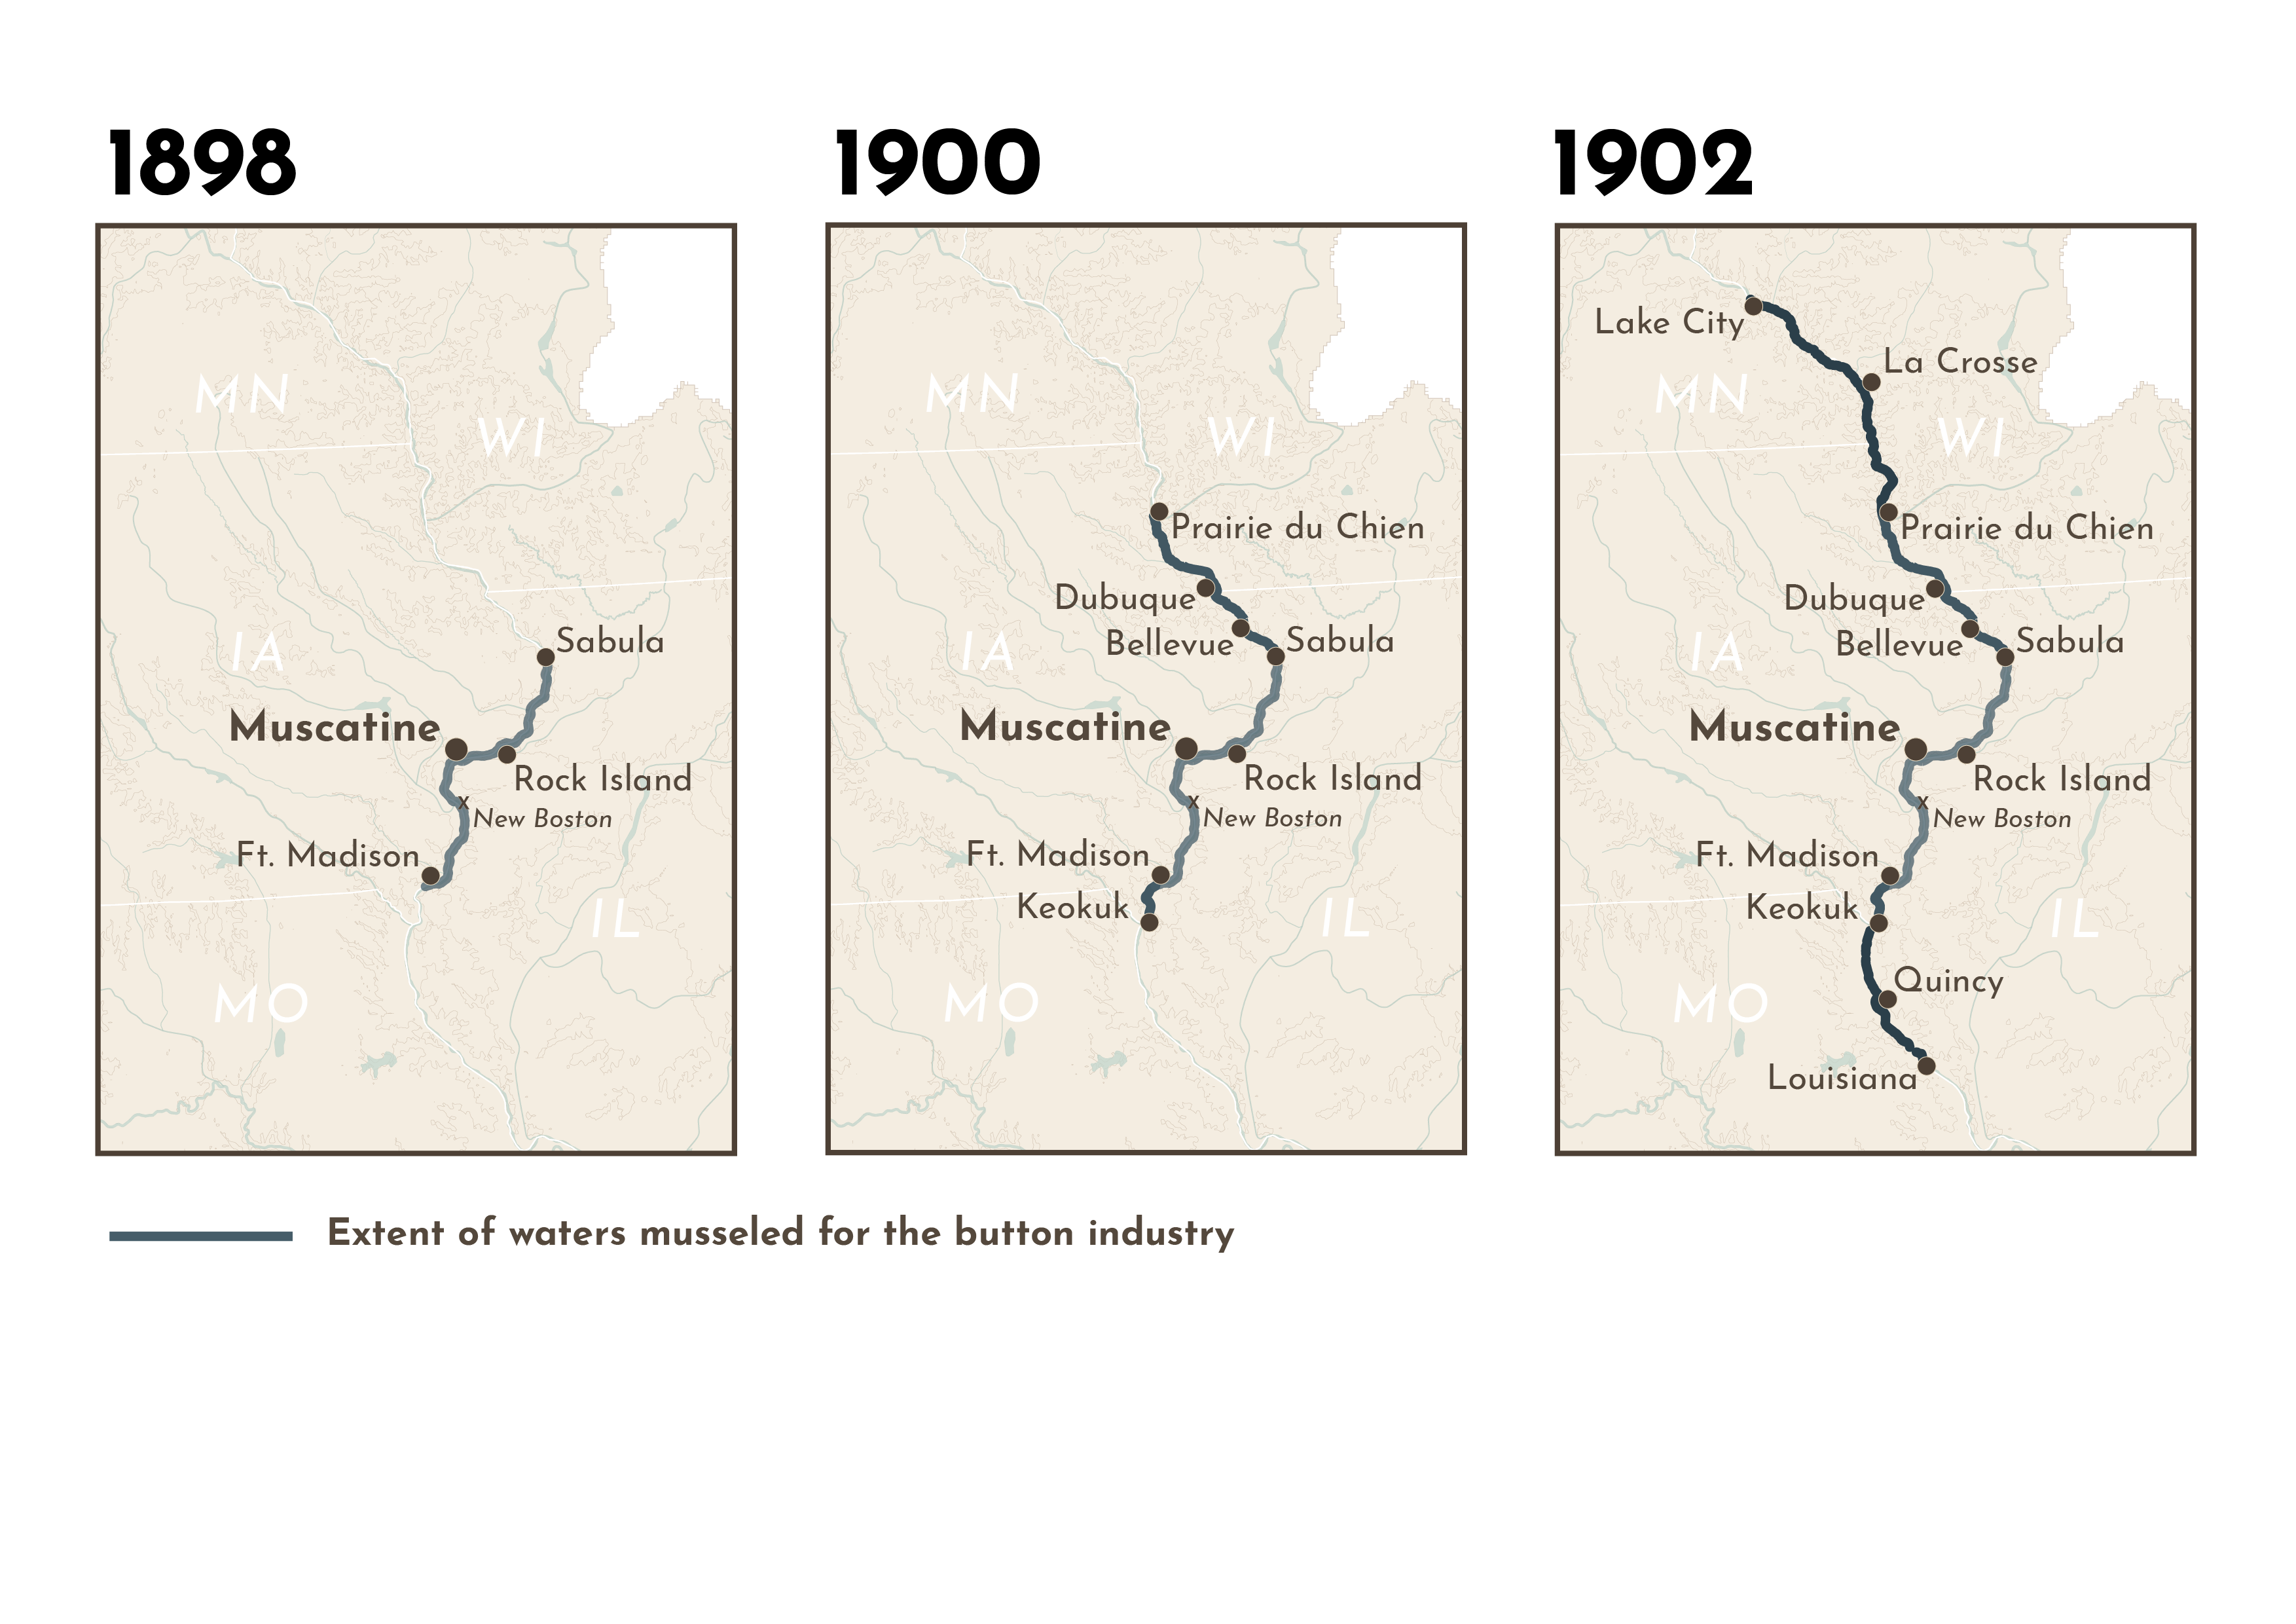 1898
MN
WI
IA
Sabula
Muscatine
Rock Island
x
New Boston
Ft. Madison
IL
MO
1900
MN
WI
Prairie du Chien
Dubuque
Bellevue
Sabula
IA
Muscatine
Rock Island
x
New Boston
Ft. Madison
Keokuk
IL
MO
1902
Lake City
La Crosse
MN
WI
Prairie du Chien
Dubuque
Bellevue
Sabula
IA
Muscatine
Rock Island
x
New Boston
Ft. Madison
Keokuk
IL
Quincy
MO
Louisiana
Extent of waters musseled for the button industry